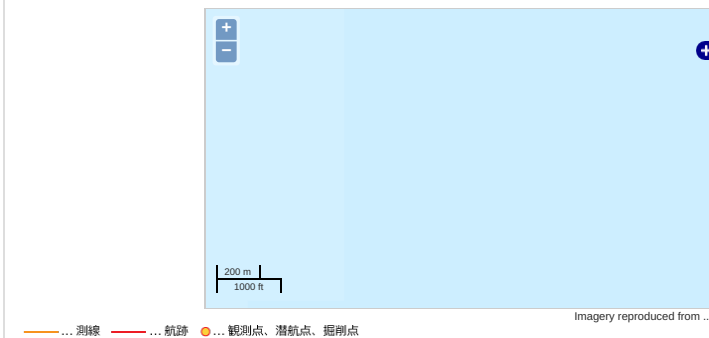 +
−
200 m
1000 ft
Imagery reproduced from ...
... 測線 ... 航跡 ... 観測点、潜航点、掘削点